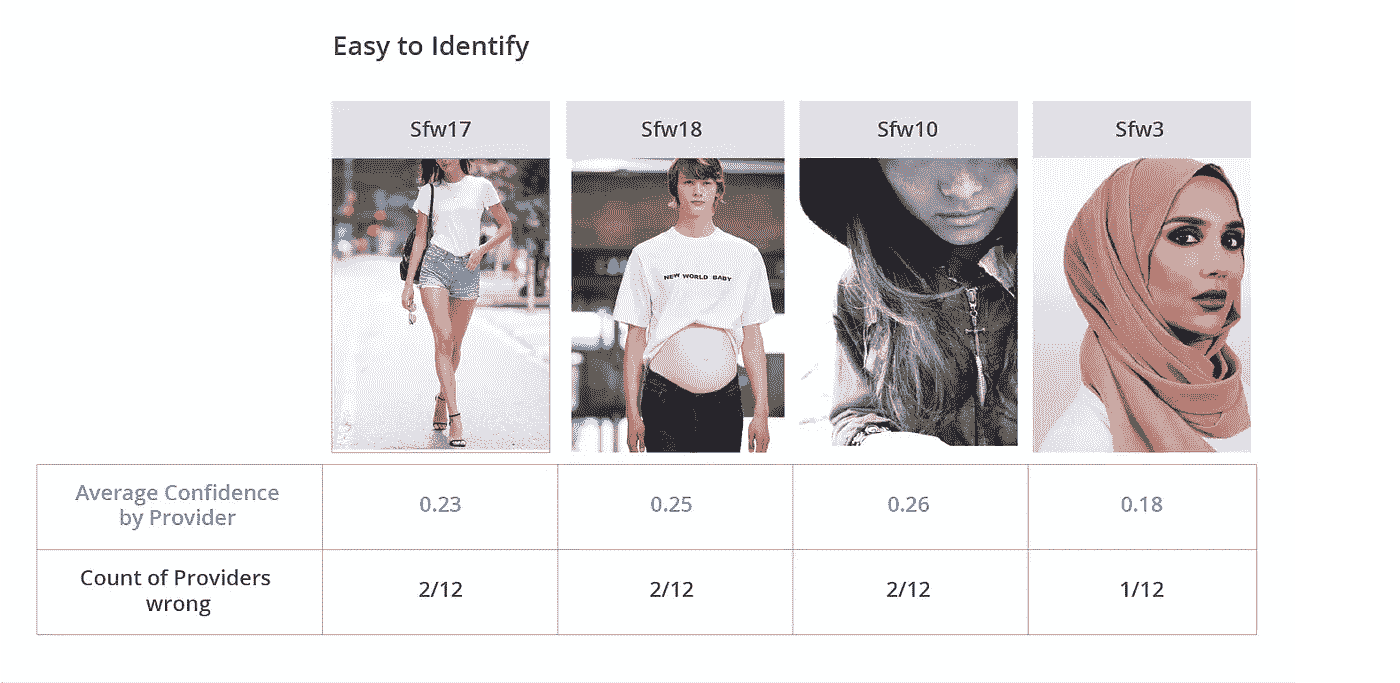 Easy to Identify
Sfw17 Sfw18 Sfw10 Sfw3
NEW WORLD BABY
Average Confidence
by Provider
0.23 0.25 0.26 0.18
Count of Providers
wrong
2/12 2/12 2/12 1/12